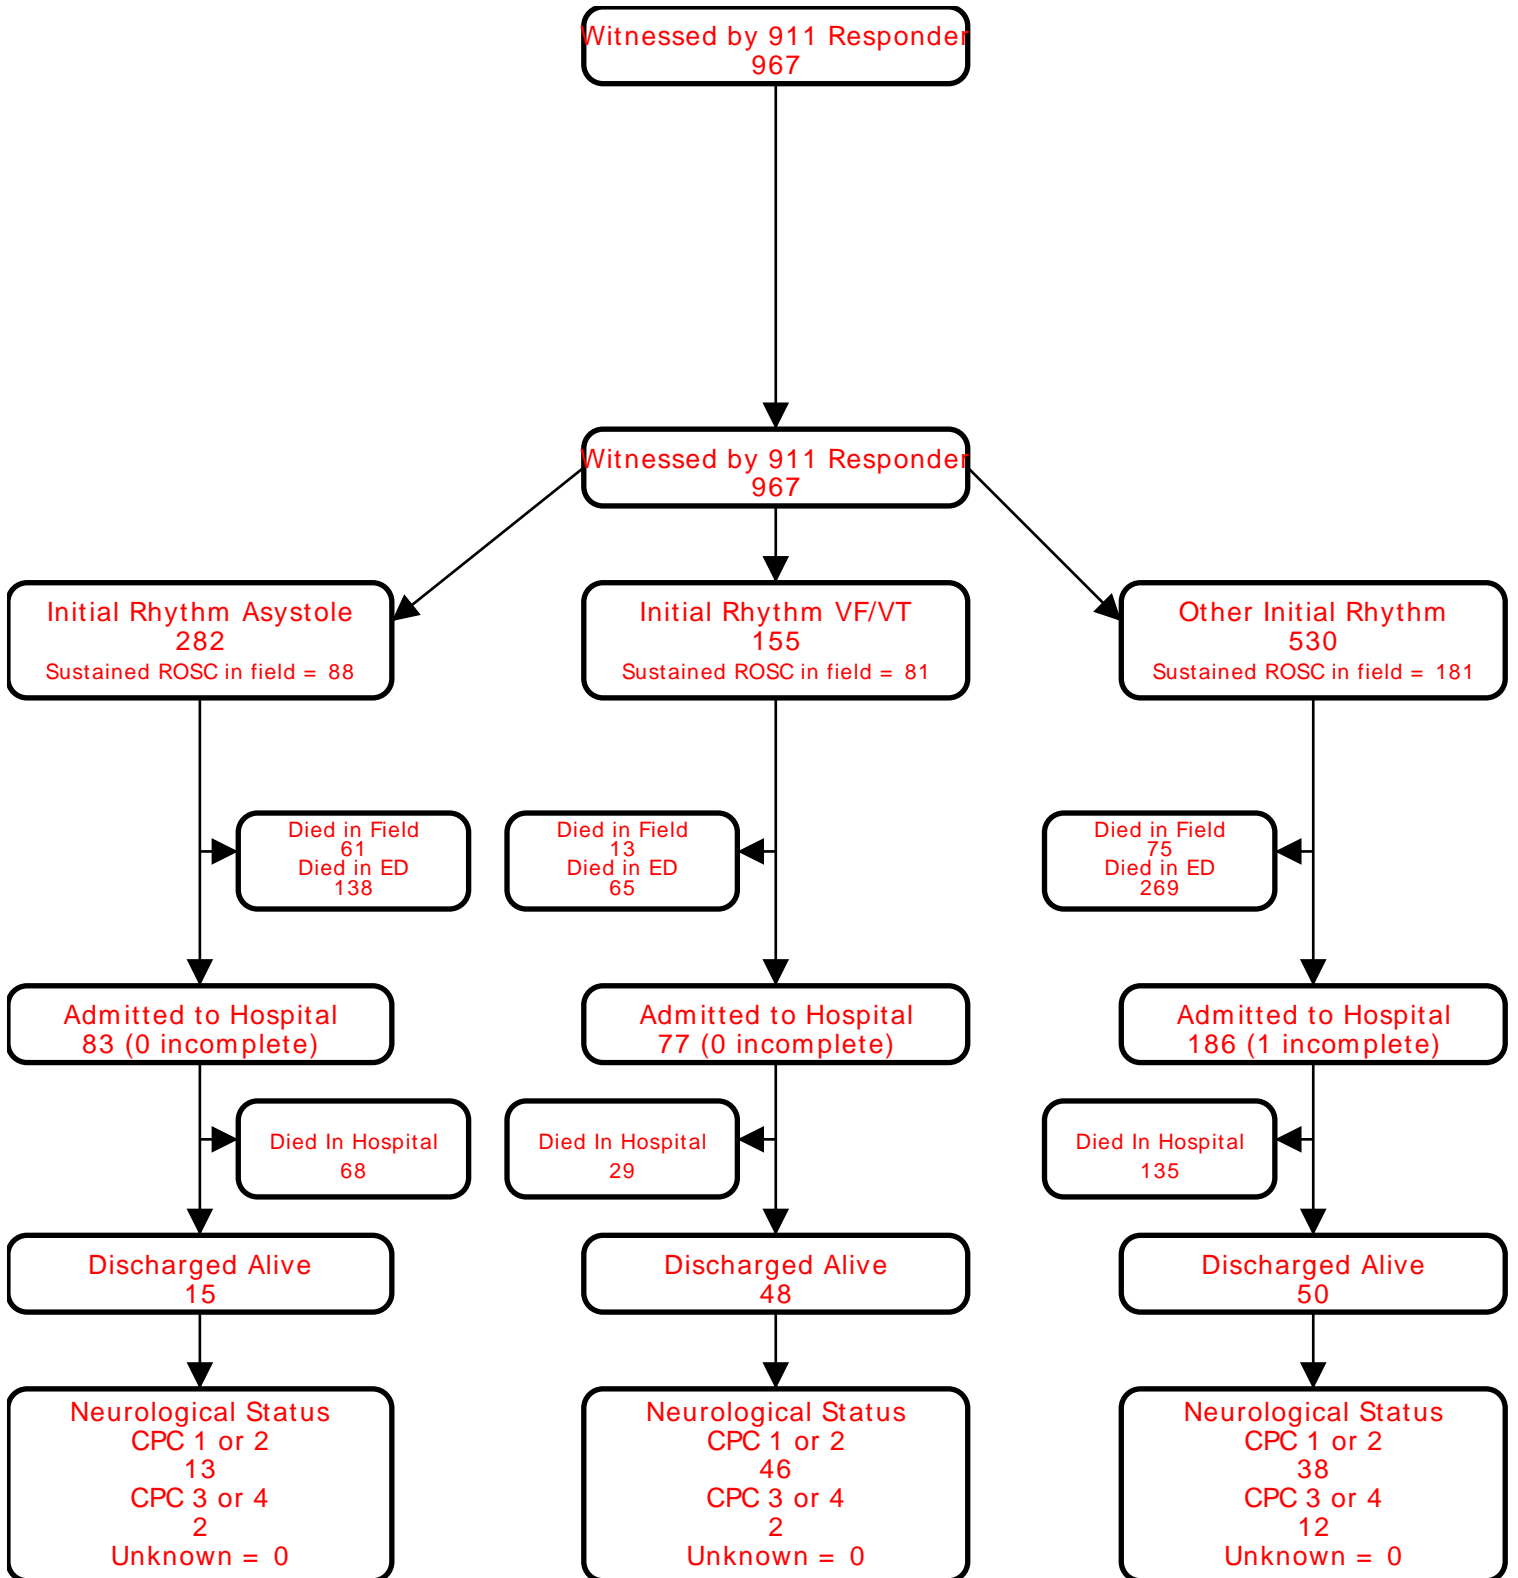 Witnessed by 911 Responder
967
Witnessed by 911 Responder
967
Initial Rhythm Asystole
282
Sustained ROSC in field = 88
Initial Rhythm VF/VT
155
Sustained ROSC in field = 81
Other Initial Rhythm
530
Sustained ROSC in field = 181
Died in Field
61
Died in ED
138
Died in Field
13
Died in ED
65
Died in Field
75
Died in ED
269
Admitted to Hospital
83 (0 incomplete)
Admitted to Hospital
77 (0 incomplete)
Admitted to Hospital
186 (1 incomplete)
Died In Hospital
68
Died In Hospital
29
Died In Hospital
135
Discharged Alive
15
Discharged Alive
48
Discharged Alive
50
Neurological Status
CPC 1 or 2
13
CPC 3 or 4
2
Unknown = 0
Neurological Status
CPC 1 or 2
46
CPC 3 or 4
2
Unknown = 0
Neurological Status
CPC 1 or 2
38
CPC 3 or 4
12
Unknown = 0